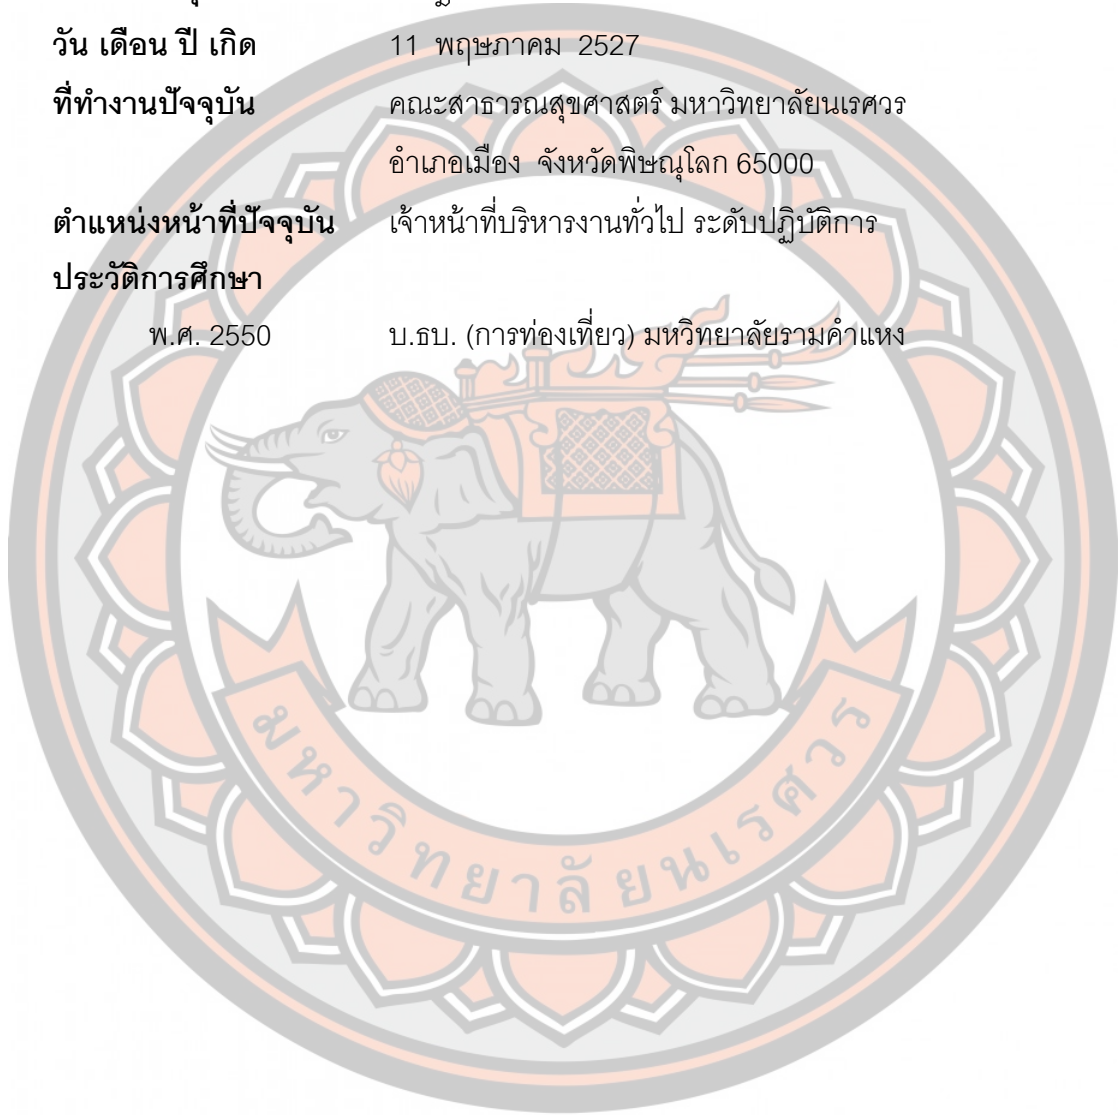 วัน เดือน ปี เกิด 11 พฤษภาคม 2527
ที่ทำงานปัจจุบัน คณะสาธารณสุขศาสตร์ มหาวิทยาลัยนเรศวร
อำเภอเมือง จังหวัดพิษณุโลก 65000
ตำแหน่งหน้าที่ปัจจุบัน เจ้าหน้าที่บริหารงานทั่วไป ระดับปฏิบัติการ
ประวัติการศึกษา
พ.ศ. 2550 บ.ธบ. (การท่องเที่ยว) มหวิทยาลัยรามคำแหง
มหาวิทยาลัยนเรศวร